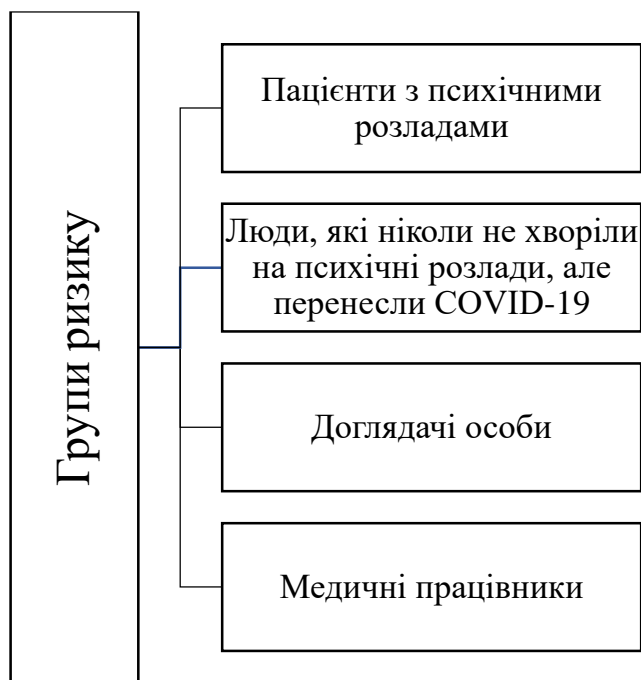 Групи ризику
Пацієнти з психічними
розладами
Люди, які ніколи не хворіли
на психічні розлади, але
перенесли COVID-19
Доглядачі особи
Медичні працівники